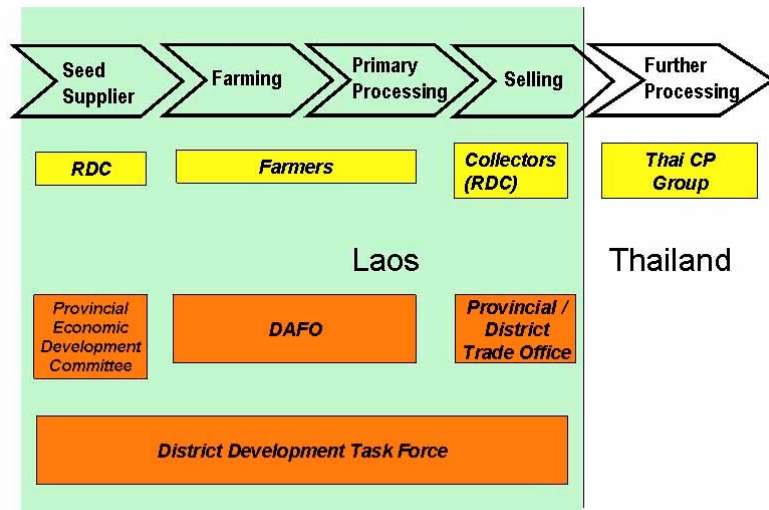 Seed
Supplier
Farming
Primary
Processing
Selling
Further
Processing
RDC
Farmers
Collectors
(RDC)
Thai CP
Group
Laos
Thailand
Provincial
Economic
Development
Committee
DAFO
Provincial /
District
Trade Office
District Development Task Force